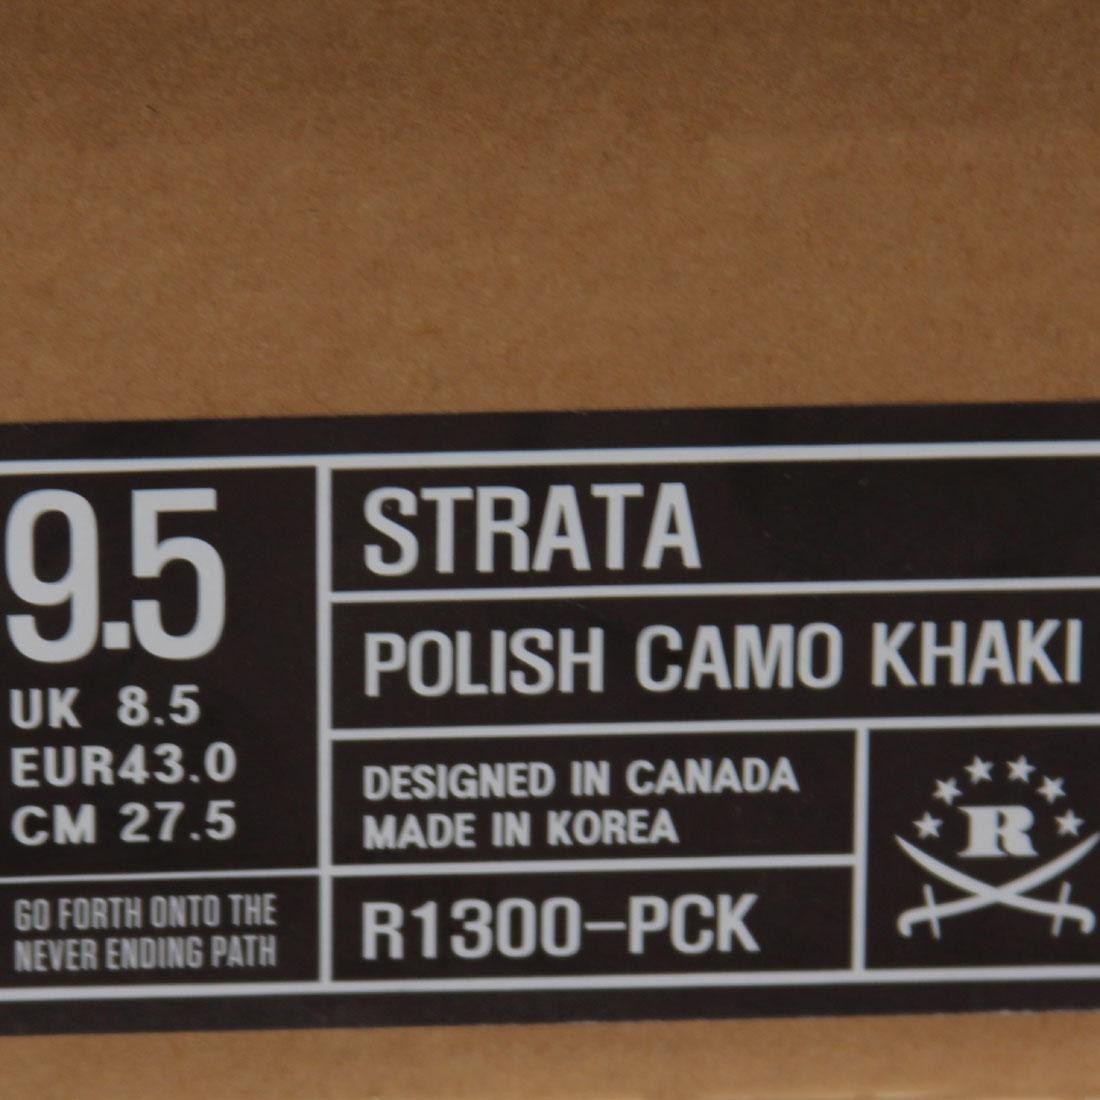 9.5
UK 8.5
EUR43.0
CM 27.5
GO FORTH ONTO THE
NEVER ENDING PATH
STRATA
POLISH CAMO KHAKI
DESIGNED IN CANADA
MADE IN KOREA
R1300-PCK
R